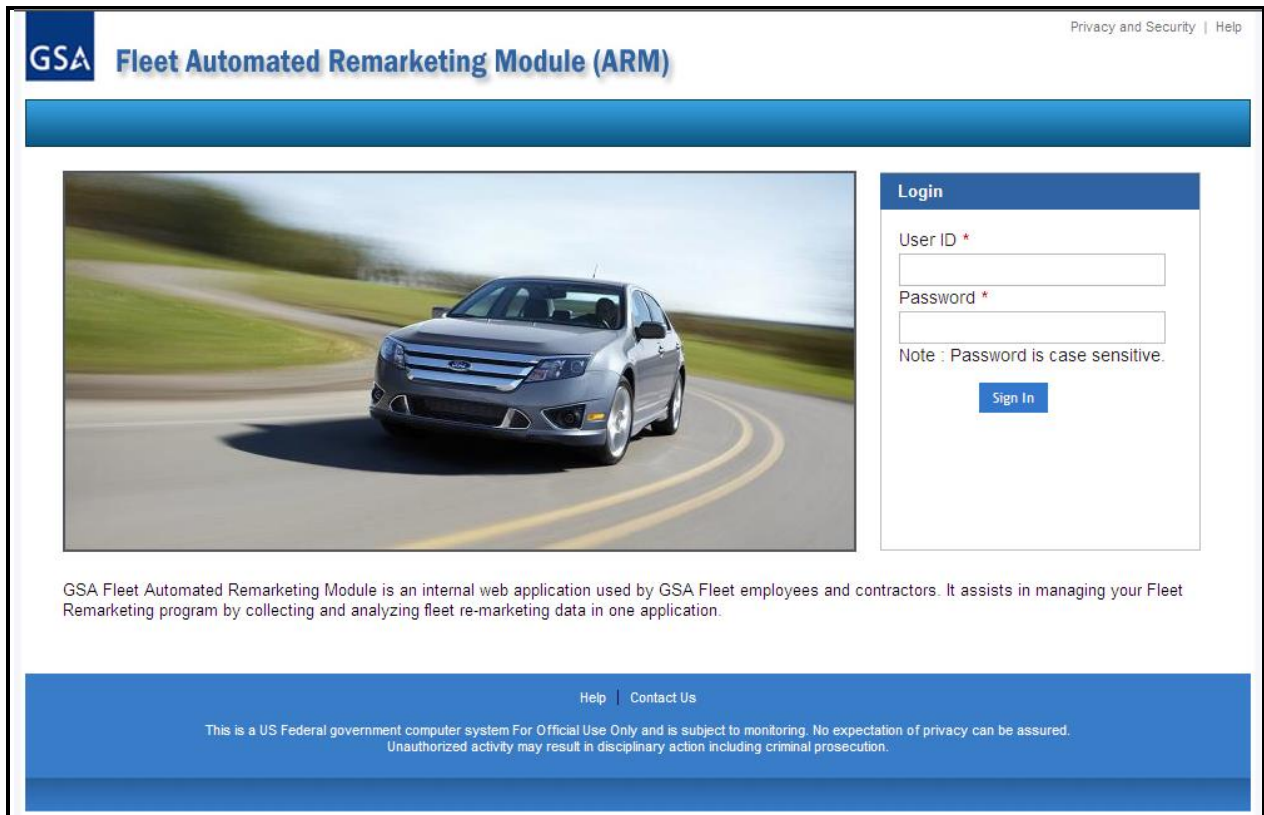 Privacy and Security | Help
GSA
Fleet Automated Remarketing Module (ARM)
Login
User ID *
Password *
Note : Password is case sensitive.
Sign In
GSA Fleet Automated Remarketing Module is an internal web application used by GSA Fleet employees and contractors. It assists in managing your Fleet
Remarketing program by collecting and analyzing fleet re-marketing data in one application.
Help | Contact Us
This is a US Federal government computer system For Official Use Only and is subject to monitoring. No expectation of privacy can be assured.
Unauthorized activity may result in disciplinary action including criminal prosecution.